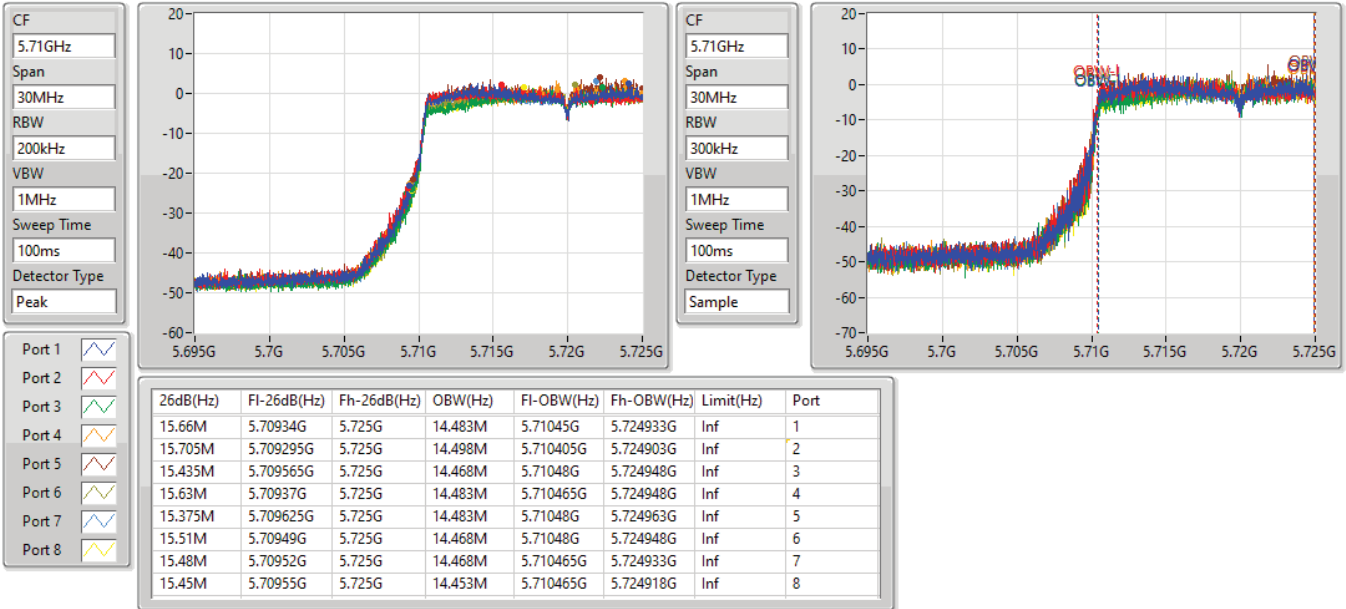 CF
5.71GHz
Span
30MHz
RBW
200kHz
VBW
1MHz
Sweep Time
100ms
Detector Type
Peak
20
10
0
-10
-20
-30
-40
-50
-60
5.695G 5.7G 5.705G 5.71G 5.715G 5.72G 5.725G
CF
5.71GHz
Span
30MHz
RBW
300kHz
VBW
1MHz
Sweep Time
100ms
Detector Type
Sample
20
10
0
-10
-20
-30
-40
-50
-60
-70
5.695G 5.7G 5.705G 5.71G 5.715G 5.72G 5.725G
Port 1
Port 2
Port 3
Port 4
Port 5
Port 6
Port 7
Port 8
26dB(Hz) Fl-26dB(Hz) Fh-26dB(Hz) OBW(Hz) Fl-OBW(Hz) Fh-OBW(Hz) Limit(Hz) Port
15.66M 5.70934G 5.725G 14.483M 5.71045G 5.724933G Inf 1
15.705M 5.709295G 5.725G 14.498M 5.710405G 5.724903G Inf 2
15.435M 5.709565G 5.725G 14.468M 5.71048G 5.724948G Inf 3
15.63M 5.70937G 5.725G 14.483M 5.710465G 5.724948G Inf 4
15.375M 5.709625G 5.725G 14.483M 5.71048G 5.724963G Inf 5
15.51M 5.70949G 5.725G 14.468M 5.71048G 5.724948G Inf 6
15.48M 5.70952G 5.725G 14.468M 5.710465G 5.724933G Inf 7
15.45M 5.70955G 5.725G 14.453M 5.710465G 5.724918G Inf 8